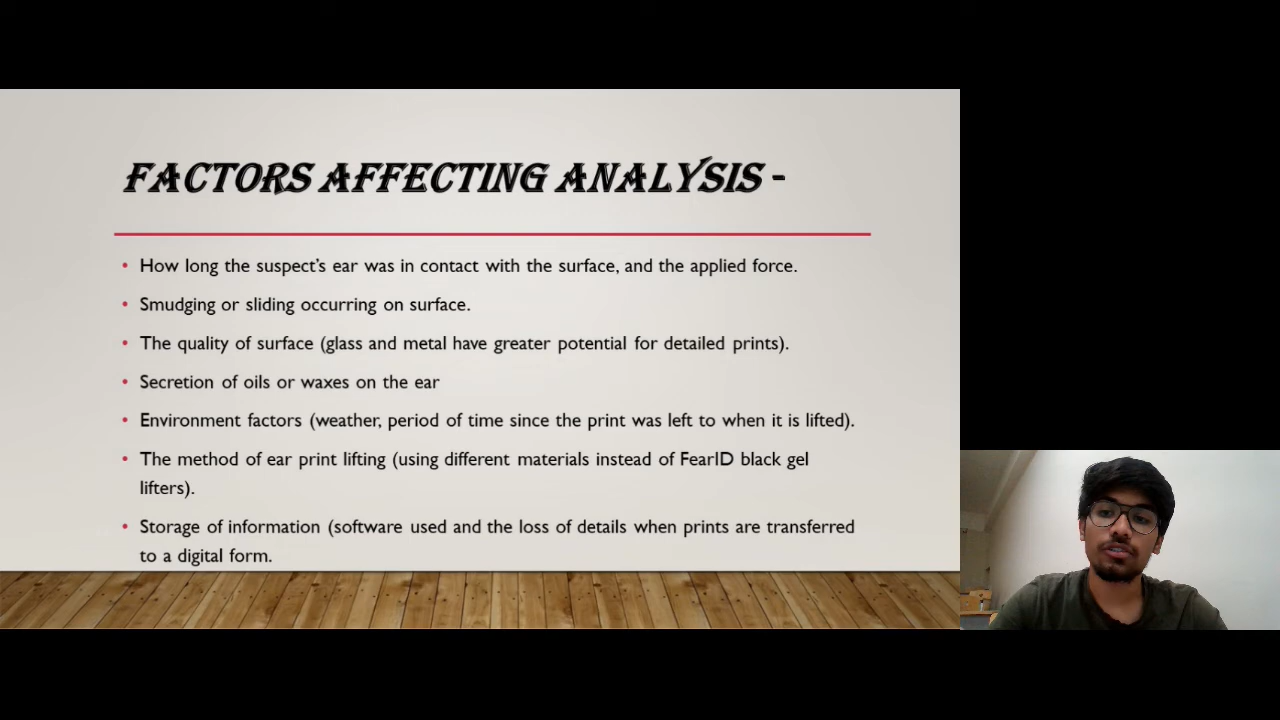 FACTORS AFFECTING ANALYSIS -
• How long the suspect's ear was in contact with the surface, and the applied force.
• Smudging or sliding occurring on surface.
• The quality of surface (glass and metal have greater potential for detailed prints).
• Secretion of oils or waxes on the ear
• Environment factors (weather, period of time since the print was left to when it is lifted).
• The method of ear print lifting (using different materials instead of FearID black gel
lifters).
• Storage of information (software used and the loss of details when prints are transferred
to a digital form.